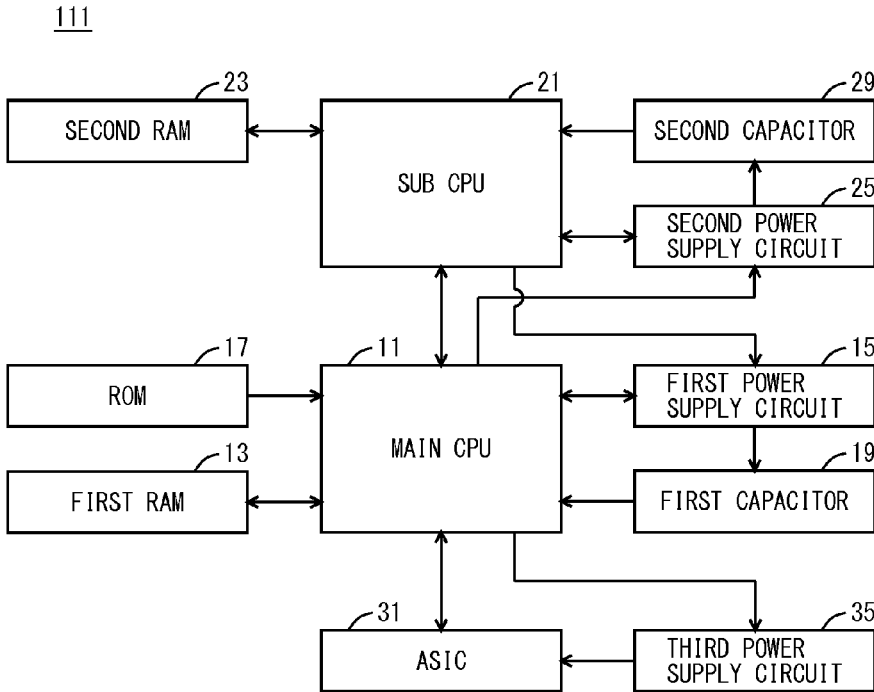 111
23
SECOND RAM
21
SUB CPU
29
SECOND CAPACITOR
25
SECOND POWER
SUPPLY CIRCUIT
17
ROM
11
MAIN CPU
15
FIRST POWER
SUPPLY CIRCUIT
13
FIRST RAM
19
FIRST CAPACITOR
31
ASIC
35
THIRD POWER
SUPPLY CIRCUIT